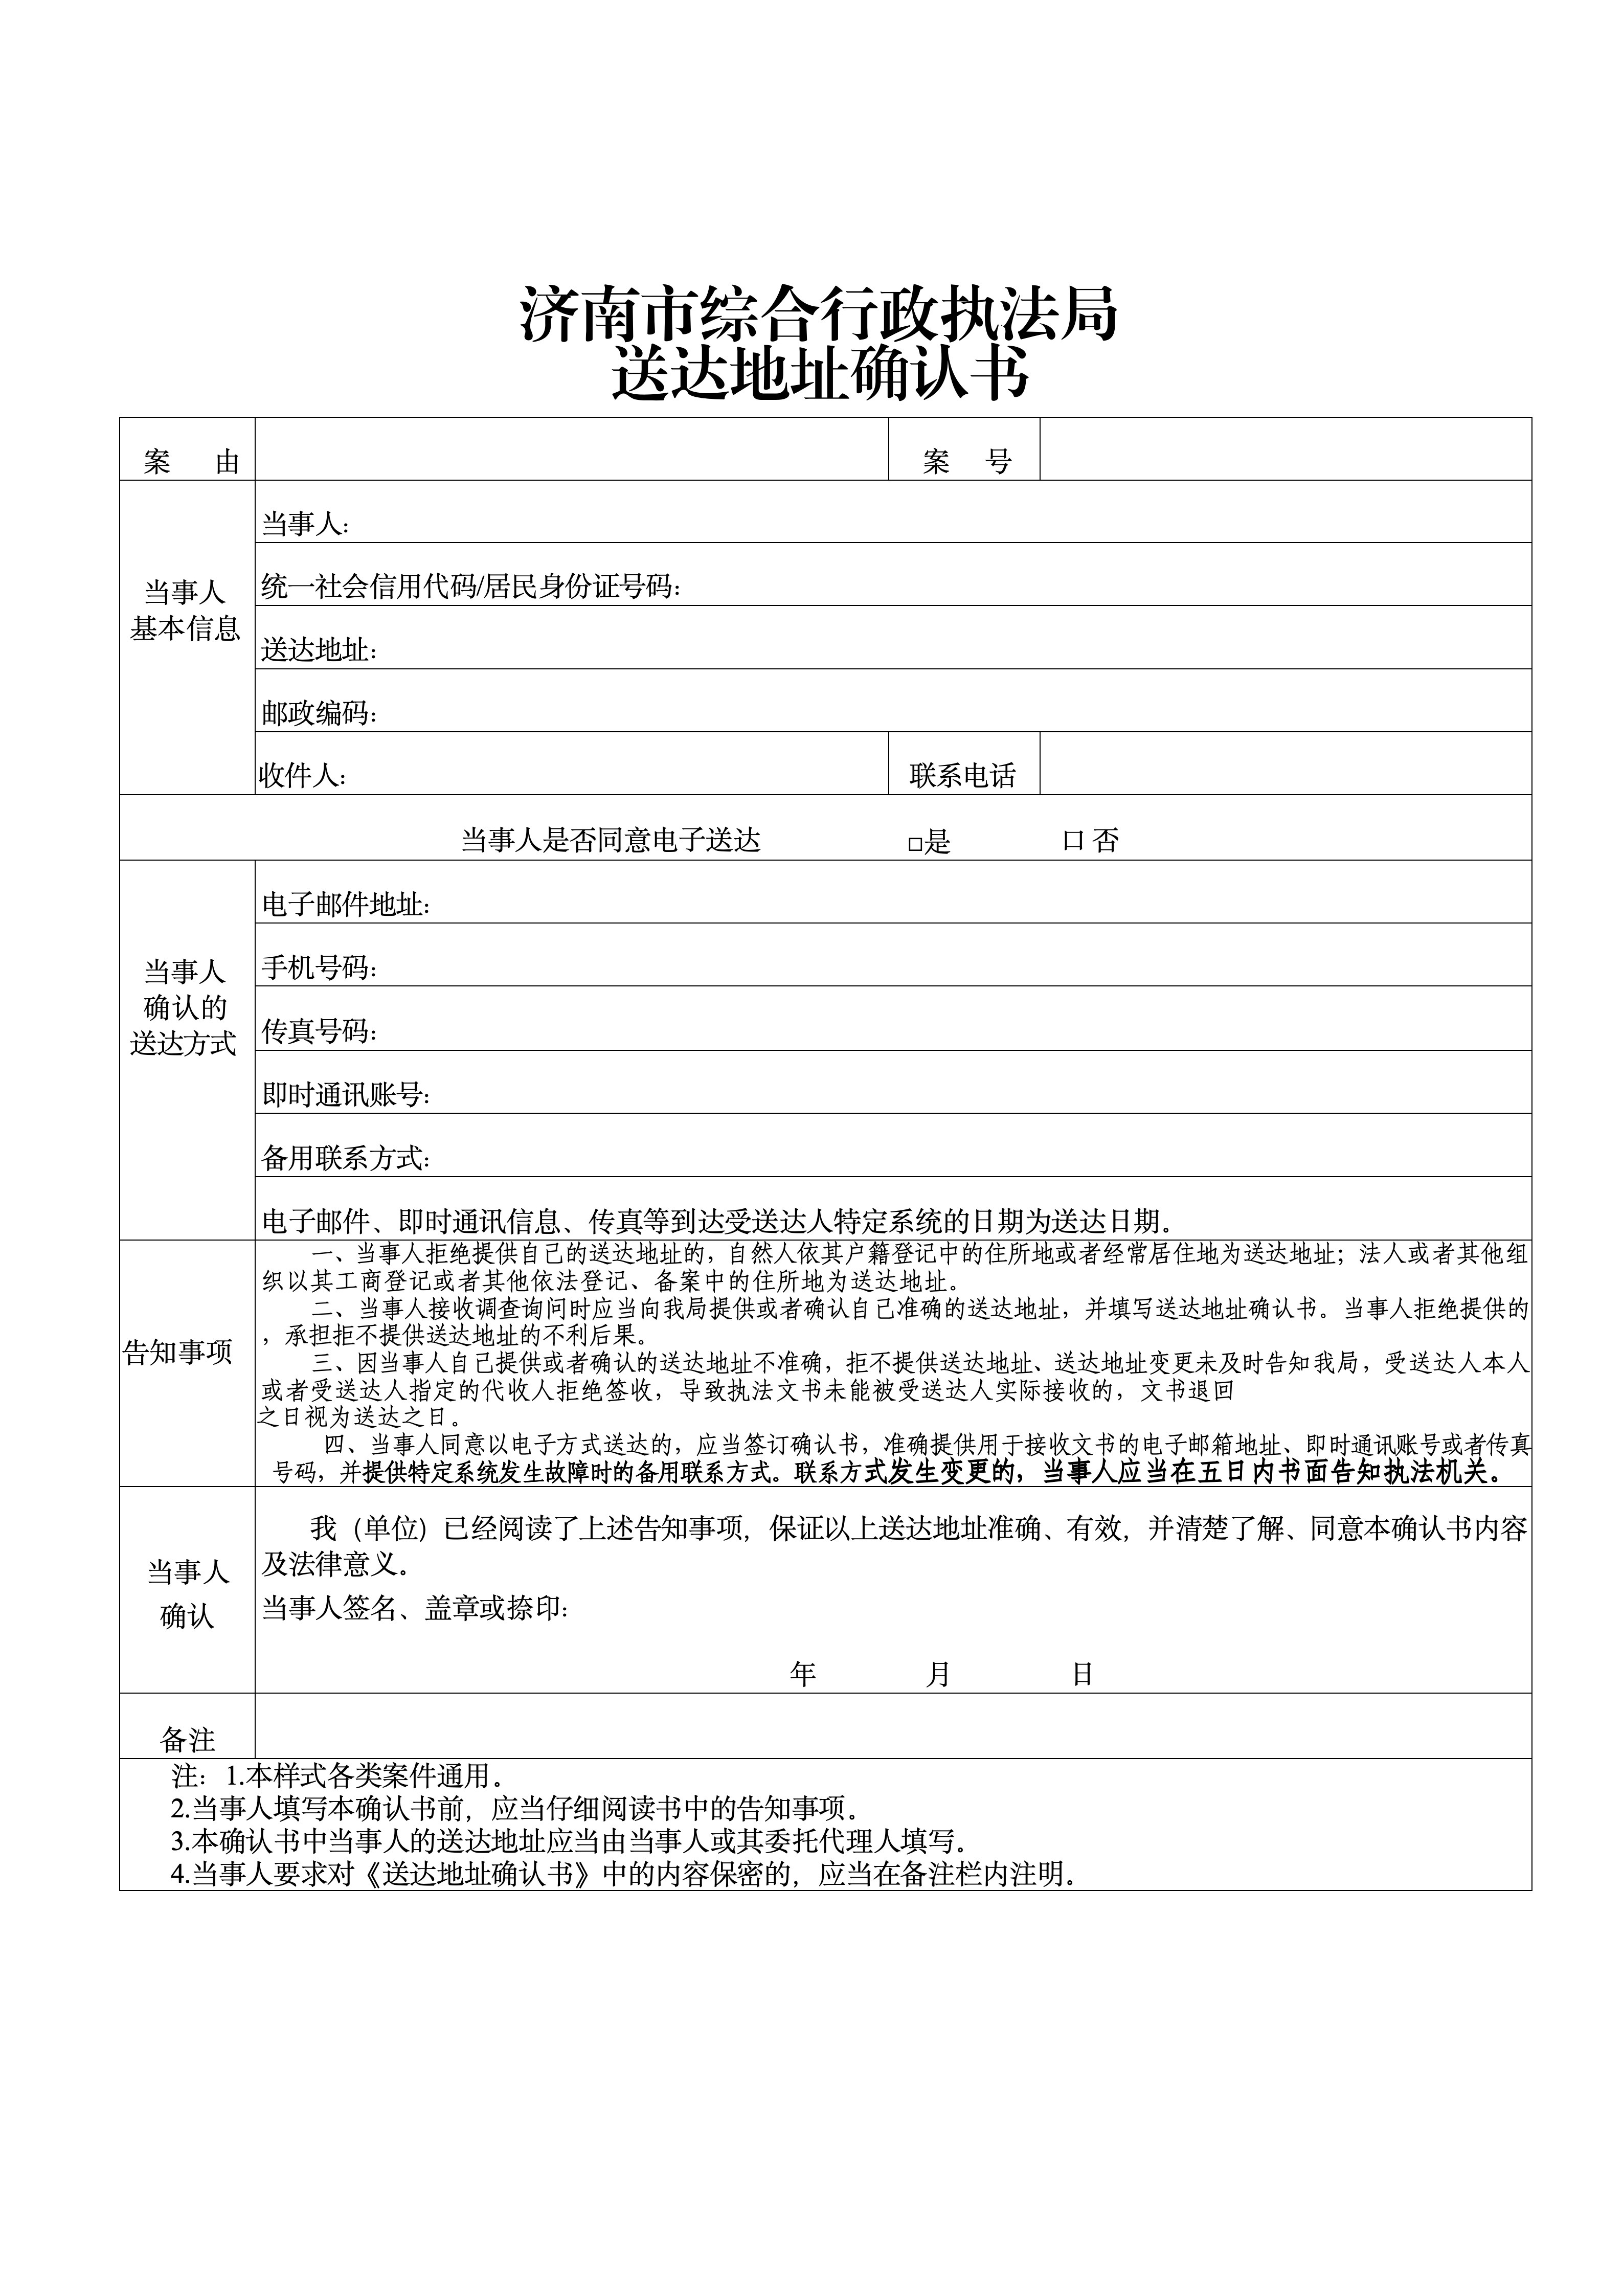 济南市综合行政执法局
送达地址确认书
案 由
案 号
当事人
基本信息
当事人:
统一社会信用代码/居民身份证号码:
送达地址:
邮政编码:
收件人:
联系电话
当事人是否同意电子送达 □是 口 否
当事人
确认的
送达方式
电子邮件地址:
手机号码:
传真号码:
即时通讯账号:
备用联系方式:
电子邮件、即时通讯信息、传真等到达受送达人特定系统的日期为送达日期。
告知事项
一、当事人拒绝提供自己的送达地址的，自然人依其户籍登记中的住所地或者经常居住地为送达地址；法人或者其他组
织以其工商登记或者其他依法登记、备案中的住所地为送达地址。
二、当事人接收调查询问时应当向我局提供或者确认自己准确的送达地址，并填写送达地址确认书。当事人拒绝提供的
，承担拒不提供送达地址的不利后果。
三、因当事人自己提供或者确认的送达地址不准确，拒不提供送达地址、送达地址变更未及时告知我局，受送达人本人
或者受送达人指定的代收人拒绝签收，导致执法文书未能被受送达人实际接收的，文书退回
之日视为送达之日。
四、当事人同意以电子方式送达的，应当签订确认书，准确提供用于接收文书的电子邮箱地址、即时通讯账号或者传真
号码，并提供特定系统发生故障时的备用联系方式。联系方式发生变更的，当事人应当在五日内书面告知执法机关。
当事人
确认
我（单位）已经阅读了上述告知事项，保证以上送达地址准确、有效，并清楚了解、同意本确认书内容
及法律意义。
当事人签名、盖章或捺印:
年 月 日
备注
注：1.本样式各类案件通用。
2.当事人填写本确认书前，应当仔细阅读书中的告知事项。
3.本确认书中当事人的送达地址应当由当事人或其委托代理人填写。
4.当事人要求对《送达地址确认书》中的内容保密的，应当在备注栏内注明。